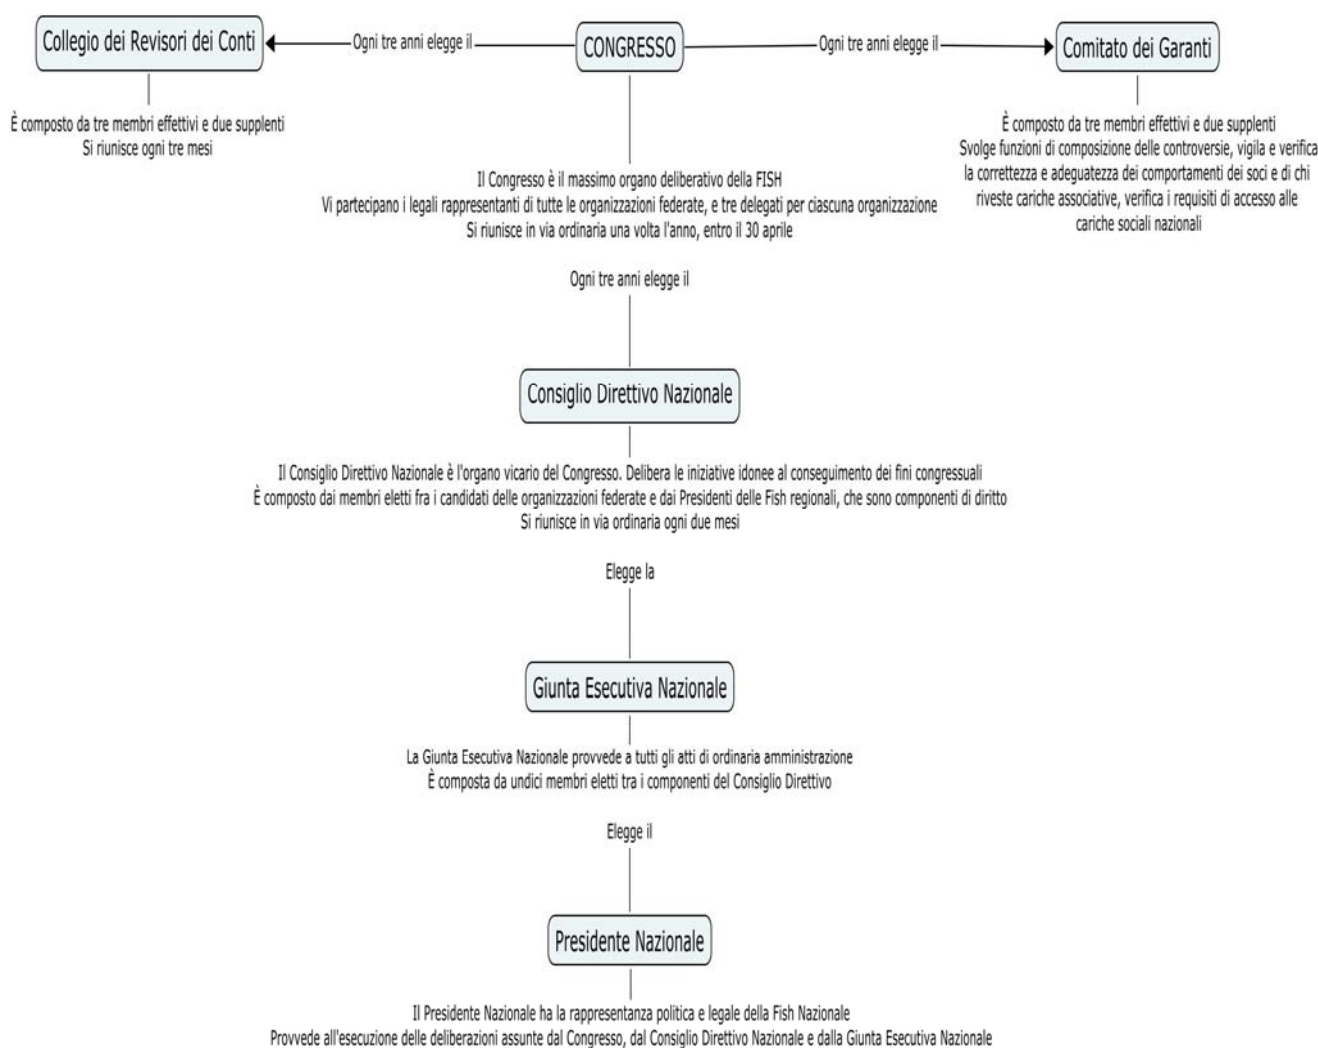 Collegio dei Revisori dei Conti
Ogni tre anni elegge il
CONGRESSO
Ogni tre anni elegge il
Comitato dei Garanti
È composto da tre membri effettivi e due supplenti
Si riunisce ogni tre mesi
È composto da tre membri effettivi e due supplenti
Svolge funzioni di composizione delle controversie, vigila e verifica
la correttezza e adeguatezza dei comportamenti dei soci e di chi
riveste cariche associative, verifica i requisiti di accesso alle
cariche sociali nazionali
Il Congresso è il massimo organo deliberativo della FISH
Vi partecipano i legali rappresentanti di tutte le organizzazioni federate, e tre delegati per ciascuna organizzazione
Si riunisce in via ordinaria una volta l'anno, entro il 30 aprile
Ogni tre anni elegge il
Consiglio Direttivo Nazionale
Il Consiglio Direttivo Nazionale è l'organo vicario del Congresso. Delibera le iniziative idonee al conseguimento dei fini congressuali
È composto dai membri eletti fra i candidati delle organizzazioni federate e dai Presidenti delle Fish regionali, che sono componenti di diritto
Si riunisce in via ordinaria ogni due mesi
Elegge la
Giunta Esecutiva Nazionale
La Giunta Esecutiva Nazionale provvede a tutti gli atti di ordinaria amministrazione
È composta da undici membri eletti tra i componenti del Consiglio Direttivo
Elegge il
Presidente Nazionale
Il Presidente Nazionale ha la rappresentanza politica e legale della Fish Nazionale
Provvede all'esecuzione delle deliberazioni assunte dal Congresso, dal Consiglio Direttivo Nazionale e dalla Giunta Esecutiva Nazionale